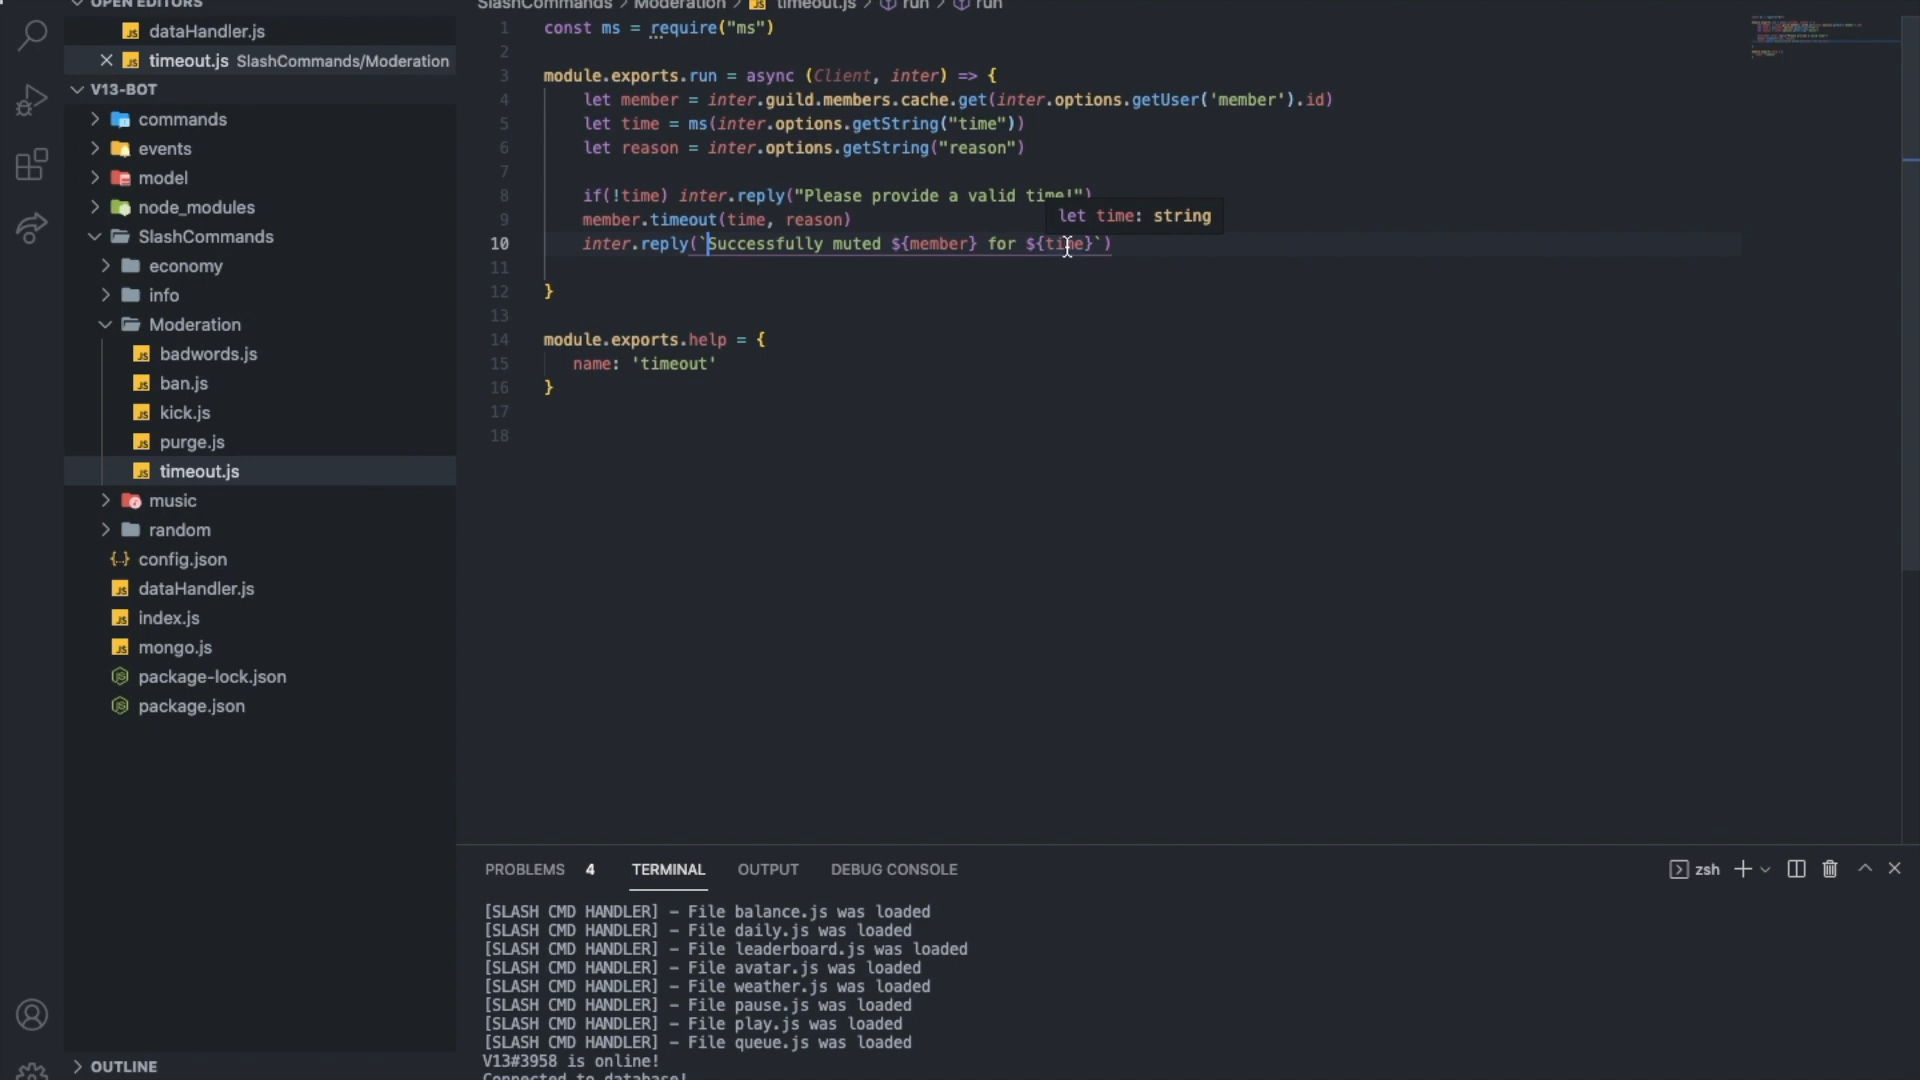 OPEN EDITORS
dataHandler.js
timeout.js SlashCommands/Moderation
V13-BOT
commands
events
model
node_modules
SlashCommands
economy
info
Moderation
badwords.js
ban.js
kick.js
purge.js
timeout.js
music
random
config.json
dataHandler.js
index.js
mongo.js
package-lock.json
package.json
OUTLINE
SlashCommands > Moderation > timeout.js > run > run
1 const ms = require("ms")
2
3 module.exports.run = async (Client, inter) => {
4 let member = inter.guild.members.cache.get(inter.options.getUser('member').id)
5 let time = ms(inter.options.getString("time"))
6 let reason = inter.options.getString("reason")
7
8 if(!time) inter.reply("Please provide a valid time!")
9 member.timeout(time, reason)
let time: string
10 inter.reply(`Successfully muted ${member} for ${time}`)
11
12 }
13
14 module.exports.help = {
15 name: 'timeout'
16 }
17
18
PROBLEMS 4 TERMINAL OUTPUT DEBUG CONSOLE zsh
[SLASH CMD HANDLER] - File balance.js was loaded
[SLASH CMD HANDLER] - File daily.js was loaded
[SLASH CMD HANDLER] - File leaderboard.js was loaded
[SLASH CMD HANDLER] - File avatar.js was loaded
[SLASH CMD HANDLER] - File weather.js was loaded
[SLASH CMD HANDLER] - File pause.js was loaded
[SLASH CMD HANDLER] - File play.js was loaded
[SLASH CMD HANDLER] - File queue.js was loaded
V13#3958 is online!
Connected to database!